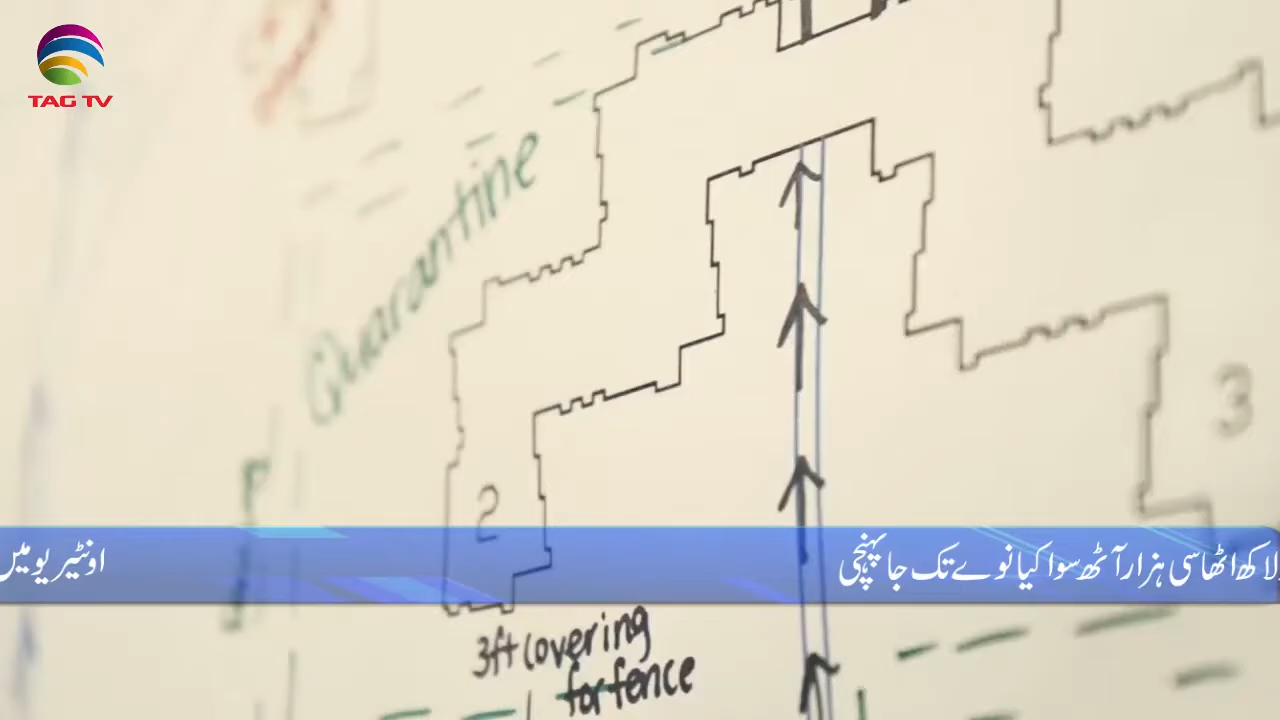 TAG TV
Quarantine
2
3
لاکھ اٹھاسی ہزار آٹھ سو اکیانوے تک جا پہنچی
اونٹیریو میں
3ft covering
for fence